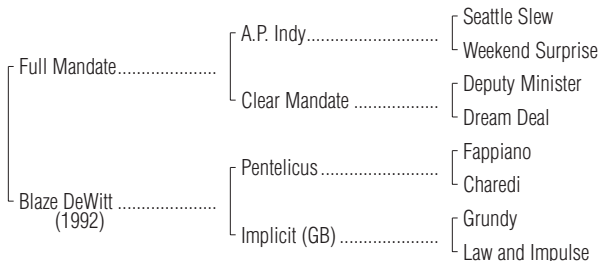 Seattle Slew
A.P. Indy......................
Weekend Surprise
Full Mandate.....................
Deputy Minister
Clear Mandate ..................
Dream Deal
Fappiano
Pentelicus.........................
Charedi
Blaze DeWitt .....................
(1992)
Grundy
Implicit (GB) .....................
Law and Impulse